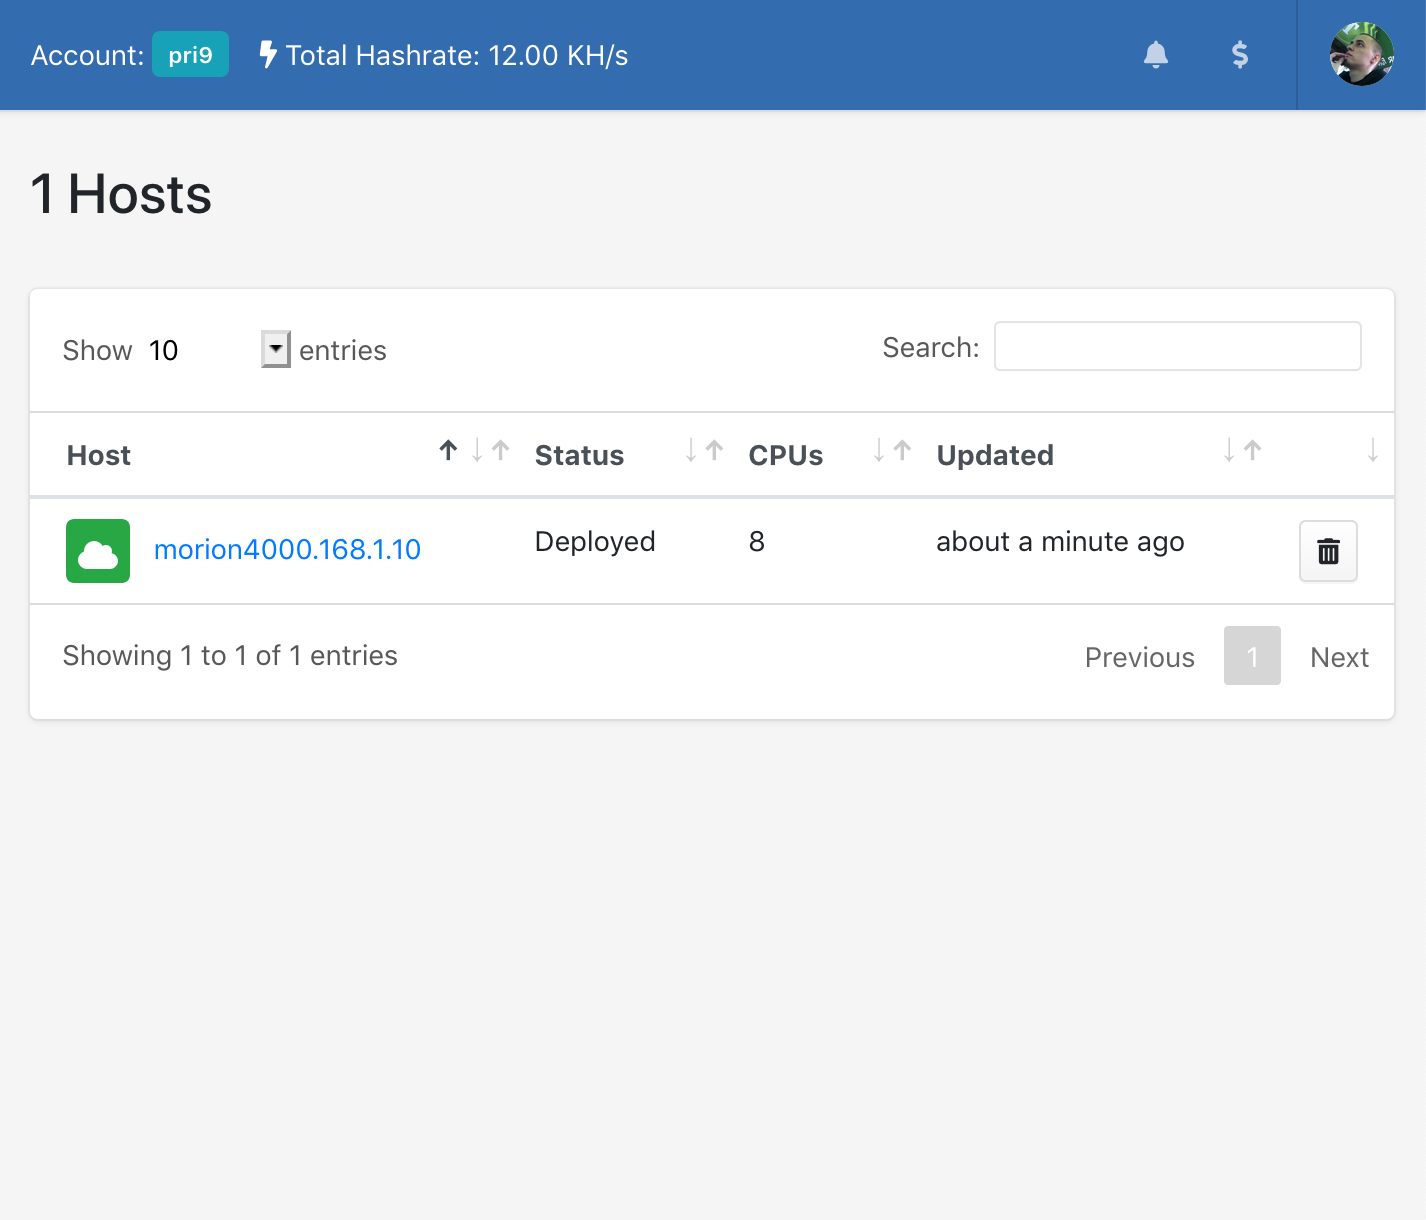 Account: pri9 Total Hashrate: 12.00 KH/s $
1 Hosts
Show 10 entries Search:
Host Status CPUs Updated
morion4000.168.1.10 Deployed 8 about a minute ago
Showing 1 to 1 of 1 entries Previous 1 Next